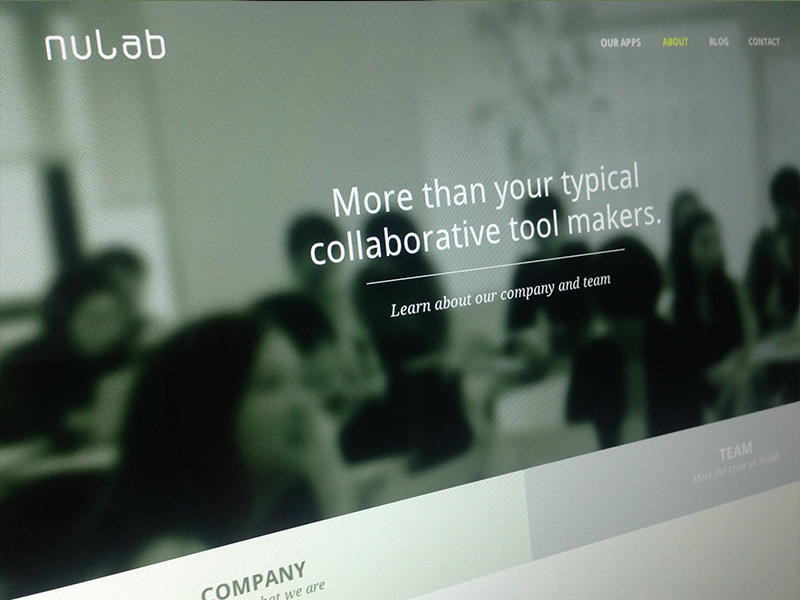 nulab
OUR APPS ABOUT BLOG CONTACT
More than your typical
collaborative tool makers.
Learn about our company and team
TEAM
Meet the crew at Nulab
COMPANY
what we are